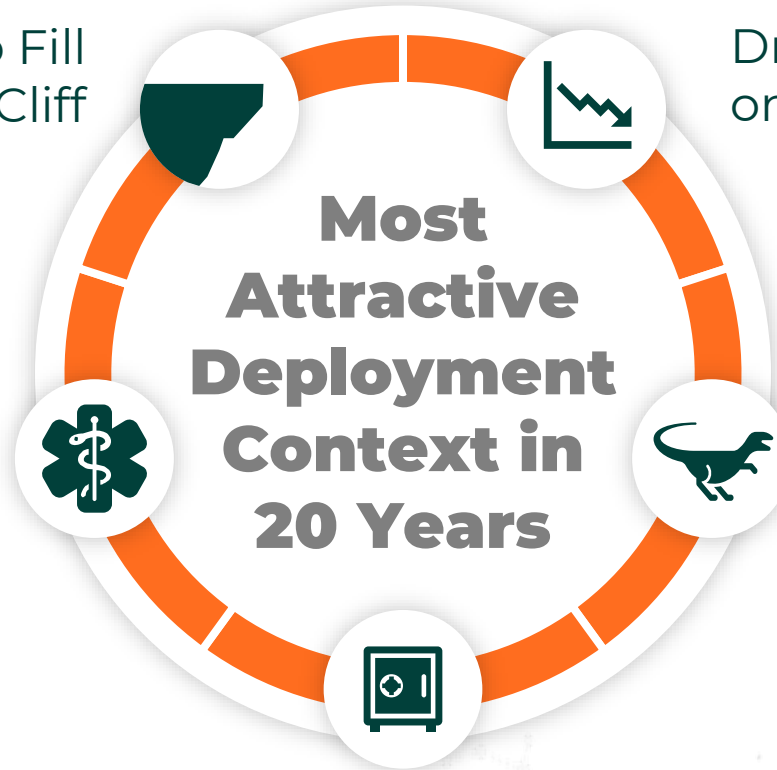 Fill
Cliff
Most
Attractive
Deployment
Context in
20 Years